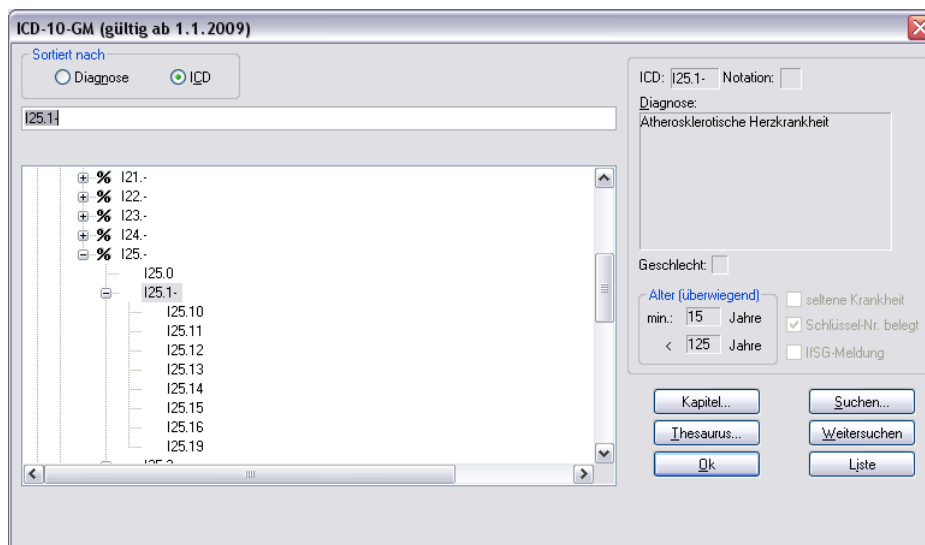 ICD-10-GM (gültig ab 1.1.2009)
Sortiert nach
Diagnose
ICD
I25.1-
% I21.-
% I22.-
% I23.-
% I24.-
% I25.-
I25.0
I25.1-
I25.10
I25.11
I25.12
I25.13
I25.14
I25.15
I25.16
I25.19
ICD: I25.1- Notation:
Diagnose:
Atherosklerotische Herzkrankheit
Geschlecht:
Alter (überwiegend)
min.: 15 Jahre
< 125 Jahre
seltene Krankheit
Schlüssel-Nr. belegt
IfSG-Meldung
Kapitel... Suchen...
Thesaurus... Weitersuchen
Ok Liste